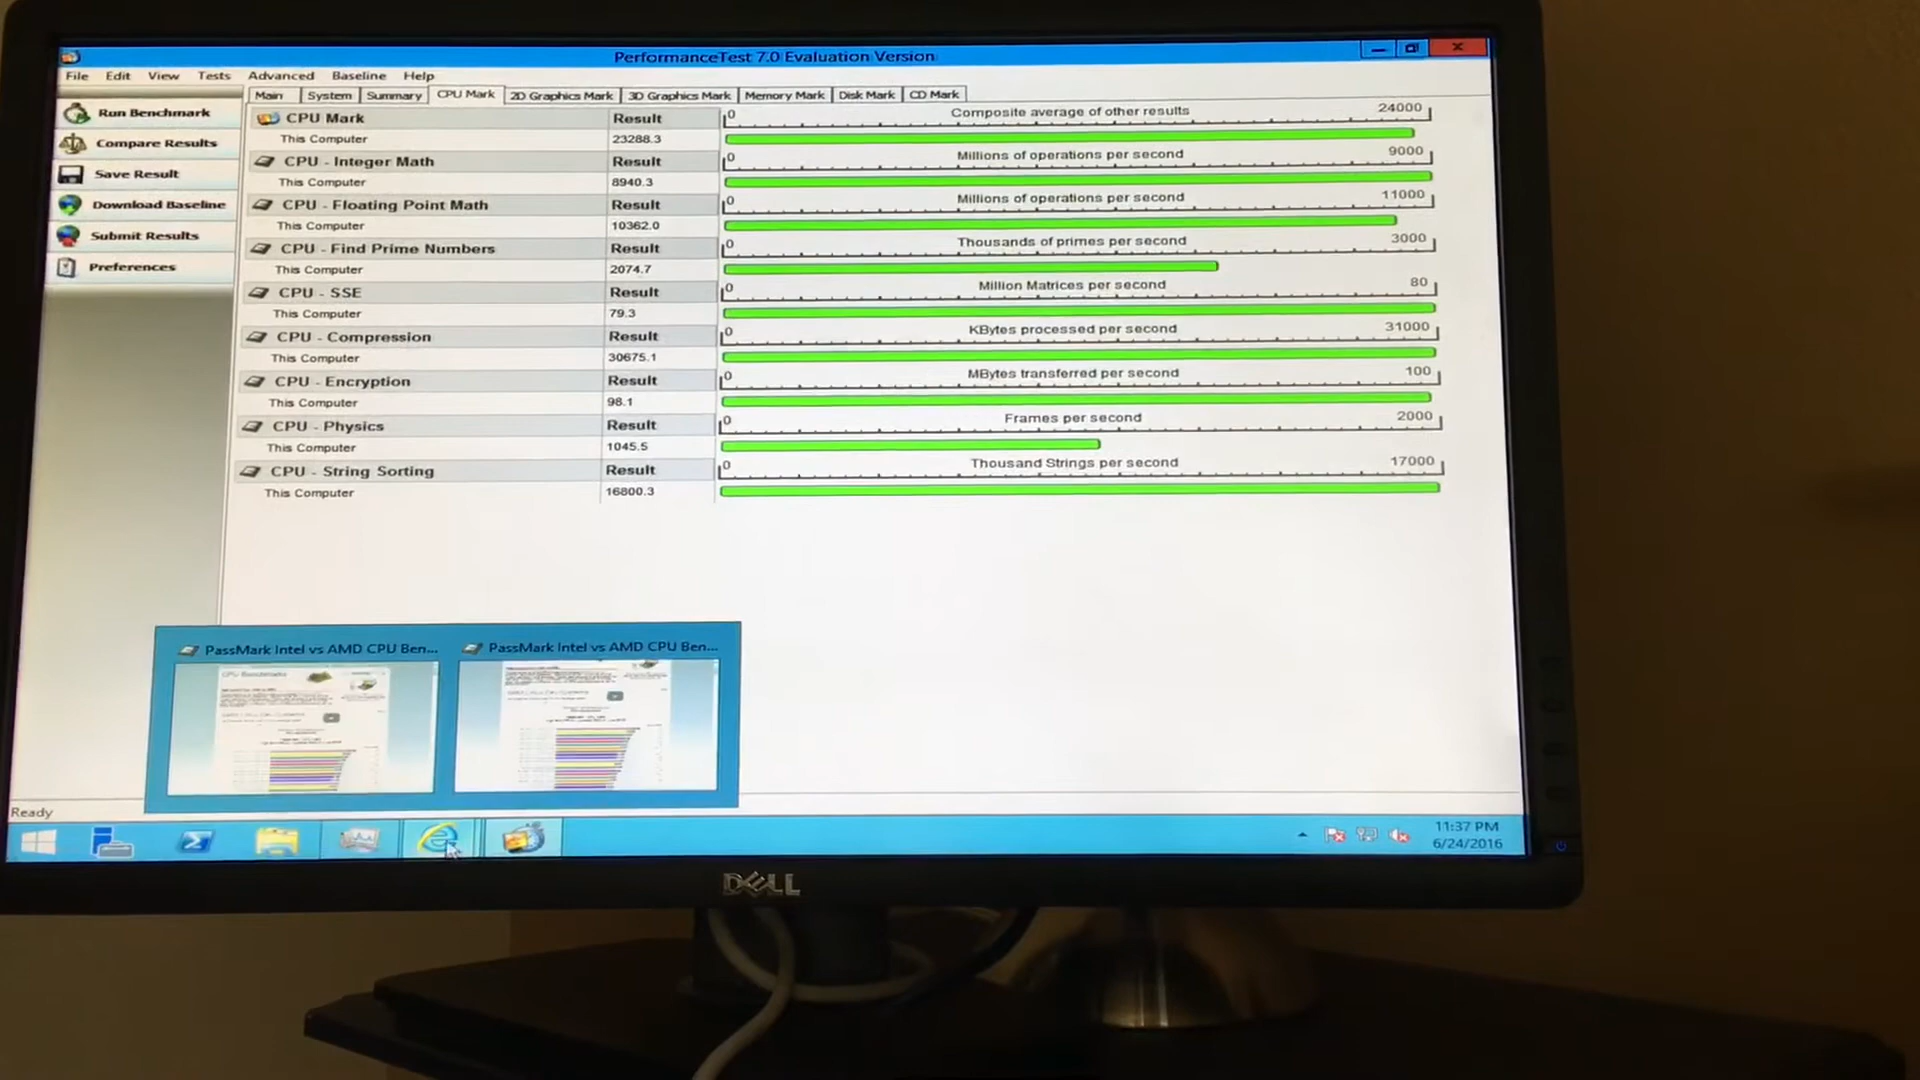 PerformanceTest 7.0 Evaluation Version
File Edit View Tests Advanced Baseline Help
Main System Summary CPU Mark 2D Graphics Mark 3D Graphics Mark Memory Mark Disk Mark CD Mark
Run Benchmark
Compare Results
Save Result
Download Baseline
Submit Results
Preferences
CPU Mark Result 0 Composite average of other results 24000
This Computer 23288.3
CPU - Integer Math Result 0 Millions of operations per second 9000
This Computer 8940.3
CPU - Floating Point Math Result 0 Millions of operations per second 11000
This Computer 10362.0
CPU - Find Prime Numbers Result 0 Thousands of primes per second 3000
This Computer 2074.7
CPU - SSE Result 0 Million Matrices per second 80
This Computer 79.3
CPU - Compression Result 0 KBytes processed per second 31000
This Computer 30675.1
CPU - Encryption Result 0 MBytes transferred per second 100
This Computer 98.1
CPU - Physics Result 0 Frames per second 2000
This Computer 1045.5
CPU - String Sorting Result 0 Thousand Strings per second 17000
This Computer 16800.3
PassMark Intel vs AMD CPU Ben... PassMark Intel vs AMD CPU Ben...
CPU Benchmarks
Ready
11:37 PM
6/24/2016
DELL